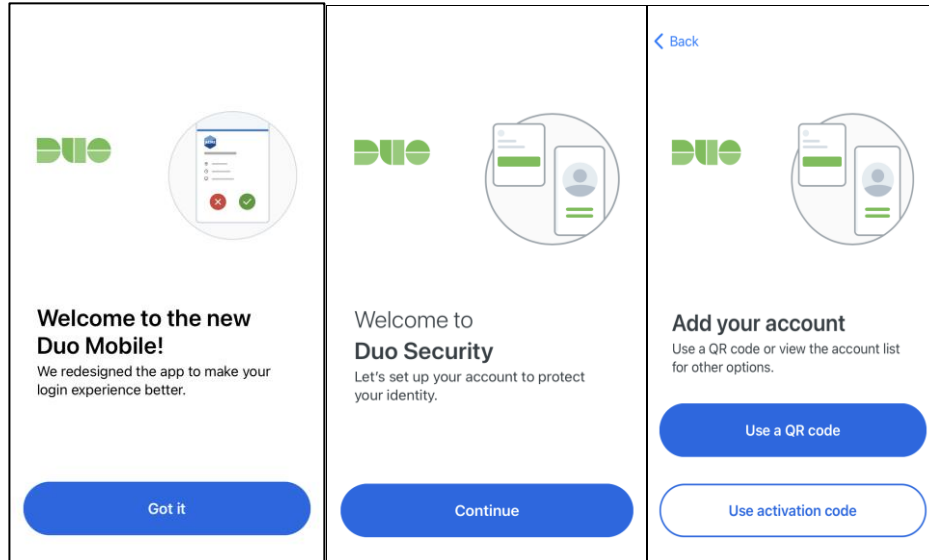 DUO
Welcome to the new
Duo Mobile!
We redesigned the app to make your
login experience better.
Got it
DUO
Welcome to
Duo Security
Let's set up your account to protect
your identity.
Continue
Back
DUO
Add your account
Use a QR code or view the account list
for other options.
Use a QR code
Use activation code